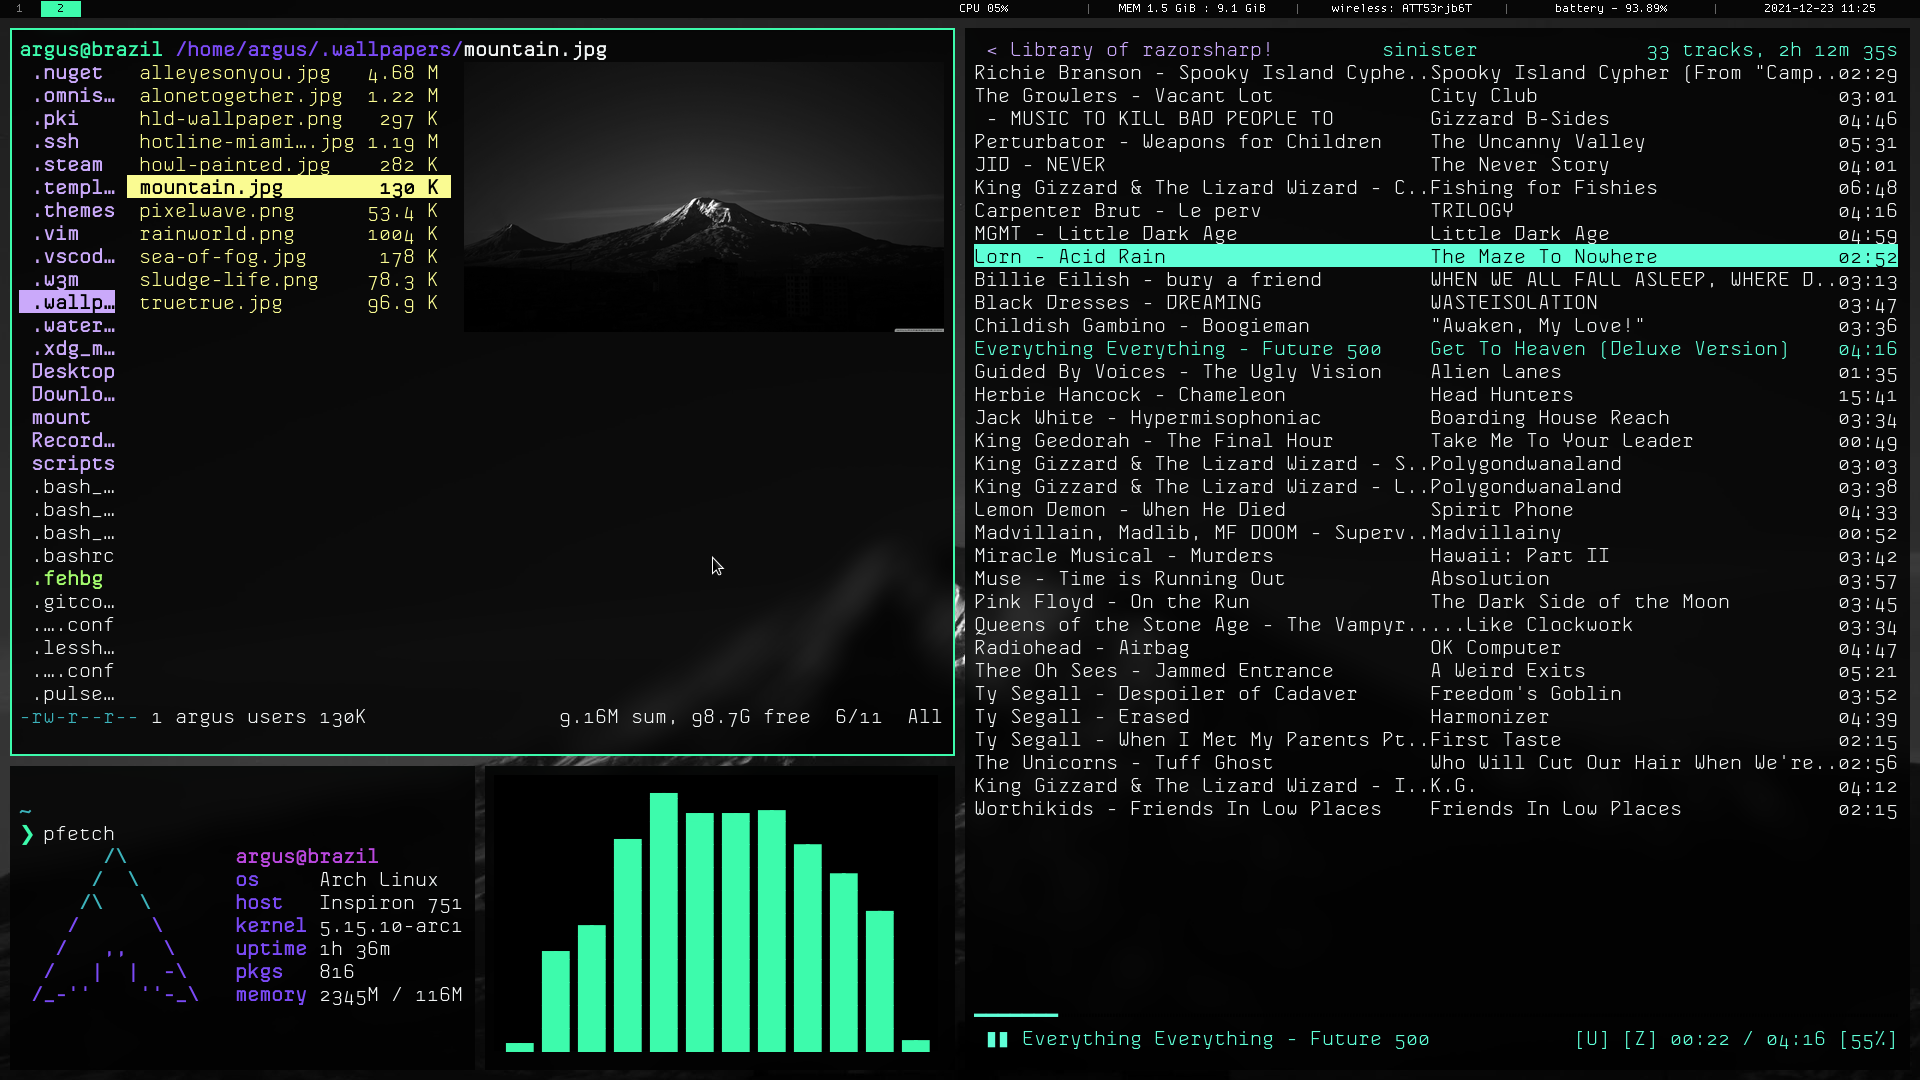 1 2 CPU 05% | MEM 1.5 GiB : 9.1 GiB | wireless: ATT53rjb6T | battery - 93.89% | 2021-12-23 11:25
argus@brazil /home/argus/.wallpapers/mountain.jpg
.nuget alleyesonyou.jpg 4.68 M
.omnis… alonetogether.jpg 1.22 M
.pki hld-wallpaper.png 297 K
.ssh hotline-miami….jpg 1.19 M
.steam howl-painted.jpg 282 K
.templ… mountain.jpg 130 K
.themes pixelwave.png 53.4 K
.vim rainworld.png 1004 K
.vscod… sea-of-fog.jpg 178 K
.w3m sludge-life.png 78.3 K
.wallp… truetrue.jpg 96.9 K
.water…
.xdg_m…
Desktop
Downlo…
mount
Record…
scripts
.bash_…
.bash_…
.bash_…
.bashrc
.fehbg
.gitco…
.….conf
.lessh…
.….conf
.pulse…
-rw-r--r-- 1 argus users 130K 9.16M sum, 98.7G free 6/11 All
~
❯ pfetch
/\ argus@brazil
/ \ os Arch Linux
/\ \ host Inspiron 751
/ \ kernel 5.15.10-arc1
/ ,, \ uptime 1h 36m
/ | | -\ pkgs 816
/_-'' ''-_\ memory 2345M / 116M
< Library of razorsharp! sinister 33 tracks, 2h 12m 35s
Richie Branson - Spooky Island Cyphe..Spooky Island Cypher (From "Camp..02:29
The Growlers - Vacant Lot City Club 03:01
- MUSIC TO KILL BAD PEOPLE TO Gizzard B-Sides 04:46
Perturbator - Weapons for Children The Uncanny Valley 05:31
JID - NEVER The Never Story 04:01
King Gizzard & The Lizard Wizard - C..Fishing for Fishies 06:48
Carpenter Brut - Le perv TRILOGY 04:16
MGMT - Little Dark Age Little Dark Age 04:59
Lorn - Acid Rain The Maze To Nowhere 02:52
Billie Eilish - bury a friend WHEN WE ALL FALL ASLEEP, WHERE D..03:13
Black Dresses - DREAMING WASTEISOLATION 03:47
Childish Gambino - Boogieman "Awaken, My Love!" 03:36
Everything Everything - Future 500 Get To Heaven (Deluxe Version) 04:16
Guided By Voices - The Ugly Vision Alien Lanes 01:35
Herbie Hancock - Chameleon Head Hunters 15:41
Jack White - Hypermisophoniac Boarding House Reach 03:34
King Geedorah - The Final Hour Take Me To Your Leader 00:49
King Gizzard & The Lizard Wizard - S..Polygondwanaland 03:03
King Gizzard & The Lizard Wizard - L..Polygondwanaland 03:38
Lemon Demon - When He Died Spirit Phone 04:33
Madvillain, Madlib, MF DOOM - Superv..Madvillainy 00:52
Miracle Musical - Murders Hawaii: Part II 03:42
Muse - Time is Running Out Absolution 03:57
Pink Floyd - On the Run The Dark Side of the Moon 03:45
Queens of the Stone Age - The Vampyr.....Like Clockwork 03:34
Radiohead - Airbag OK Computer 04:47
Thee Oh Sees - Jammed Entrance A Weird Exits 05:21
Ty Segall - Despoiler of Cadaver Freedom's Goblin 03:52
Ty Segall - Erased Harmonizer 04:39
Ty Segall - When I Met My Parents Pt..First Taste 02:15
The Unicorns - Tuff Ghost Who Will Cut Our Hair When We're..02:56
King Gizzard & The Lizard Wizard - I..K.G. 04:12
Worthikids - Friends In Low Places Friends In Low Places 02:15
Everything Everything - Future 500 [U] [Z] 00:22 / 04:16 [55%]